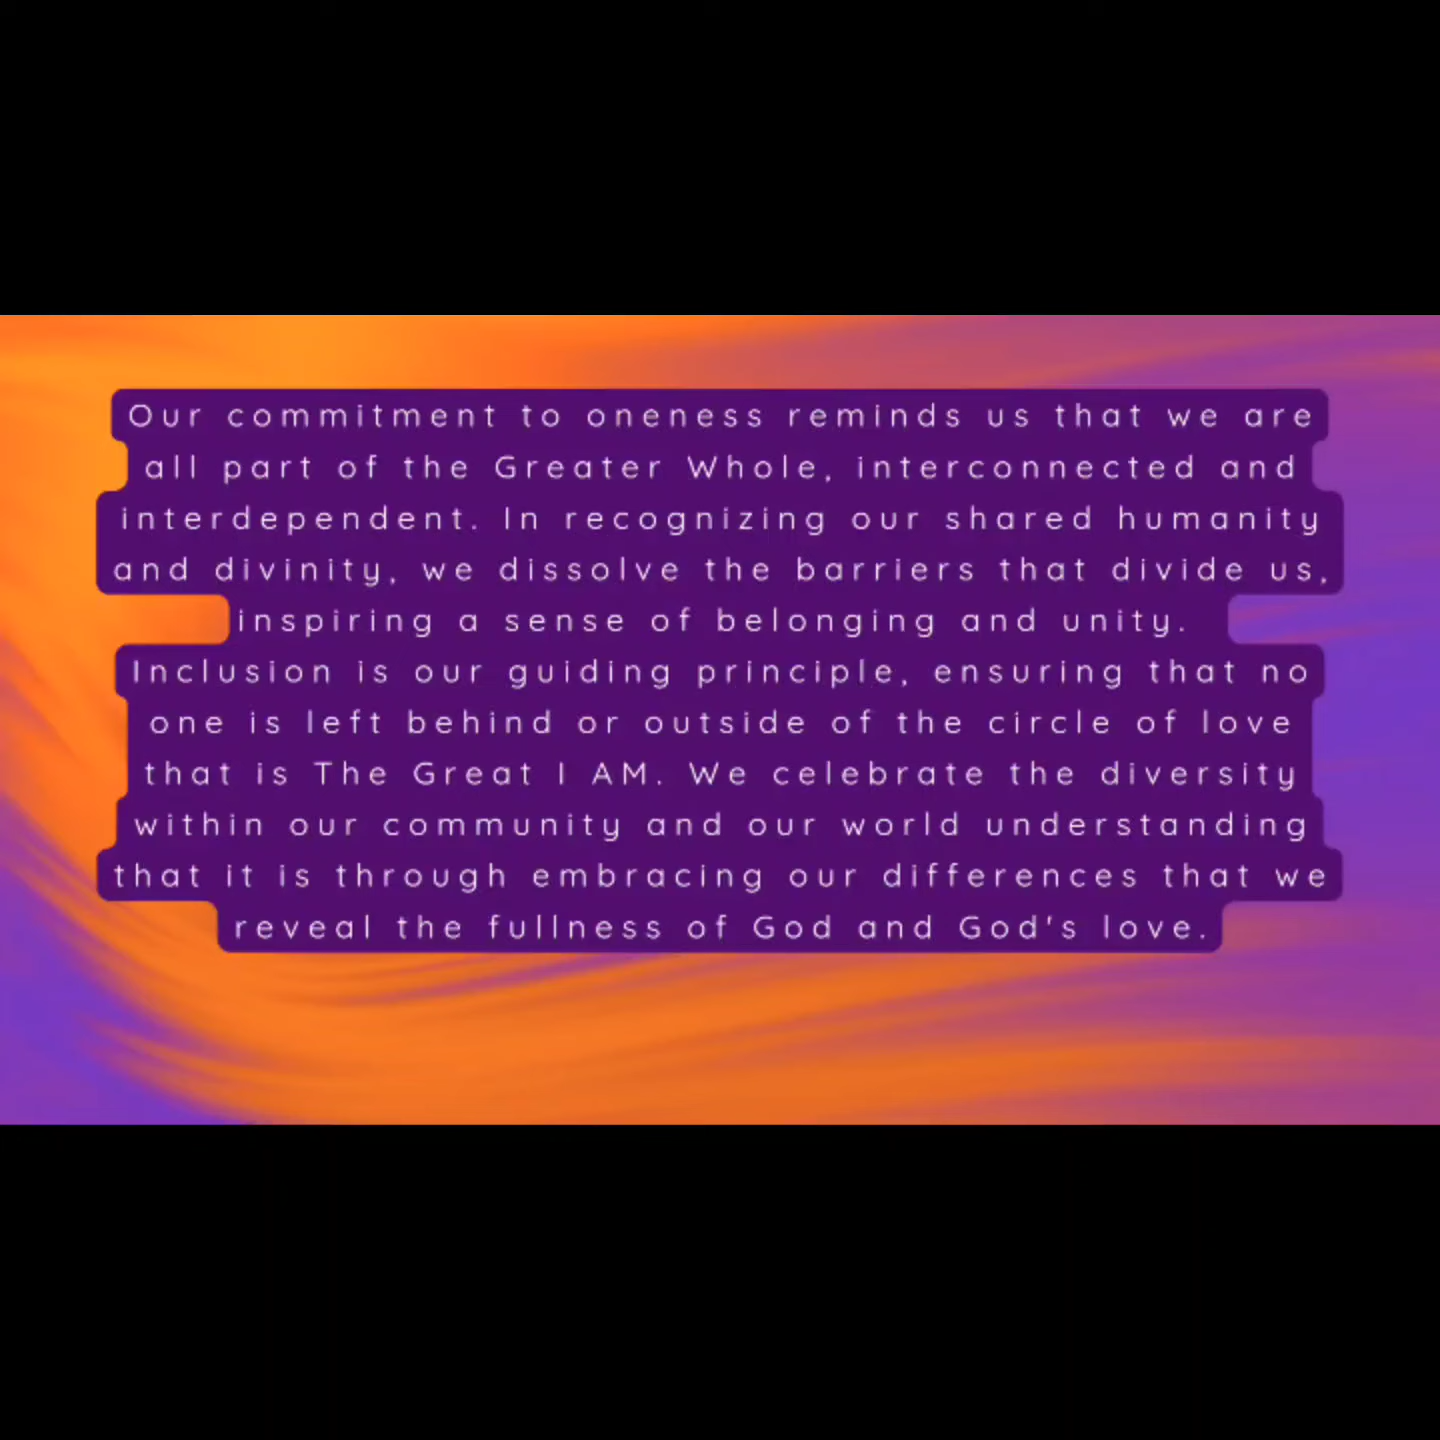 Our commitment to oneness reminds us that we are
all part of the Greater Whole, interconnected and
interdependent. In recognizing our shared humanity
and divinity, we dissolve the barriers that divide us,
inspiring a sense of belonging and unity.
Inclusion is our guiding principle, ensuring that no
one is left behind or outside of the circle of love
that is The Great I AM. We celebrate the diversity
within our community and our world understanding
that it is through embracing our differences that we
reveal the fullness of God and God's love.